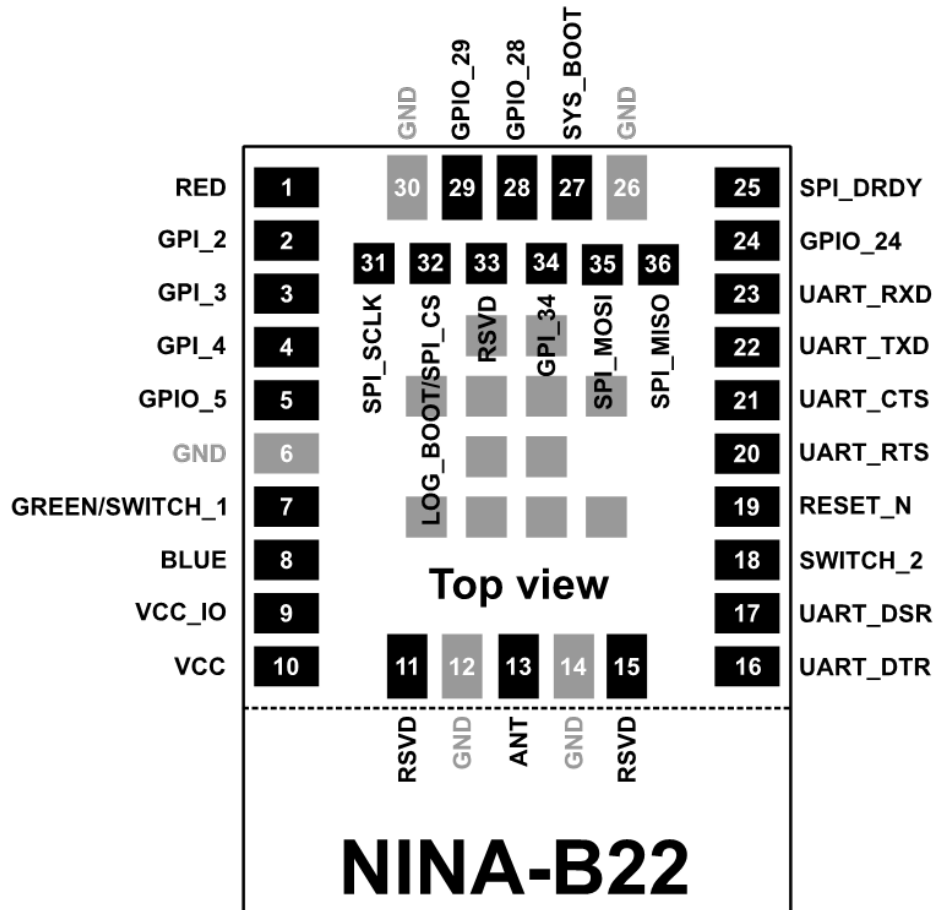 GND
GPIO_29
GPIO_28
SYS_BOOT
GND
30
29
28
27
26
RED 1
25 SPI_DRDY
GPI_2 2
24 GPIO_24
31
32
33
34
35
36
GPI_3 3
23 UART_RXD
SPI_SCLK
LOG_BOOT/SPI_CS
RSVD
GPI_34
SPI_MOSI
SPI_MISO
GPI_4 4
22 UART_TXD
GPIO_5 5
21 UART_CTS
GND 6
20 UART_RTS
GREEN/SWITCH_1 7
19 RESET_N
BLUE 8
18 SWITCH_2
Top view
VCC_IO 9
17 UART_DSR
VCC 10
11
12
13
14
15
16 UART_DTR
RSVD
GND
ANT
GND
RSVD
NINA-B22